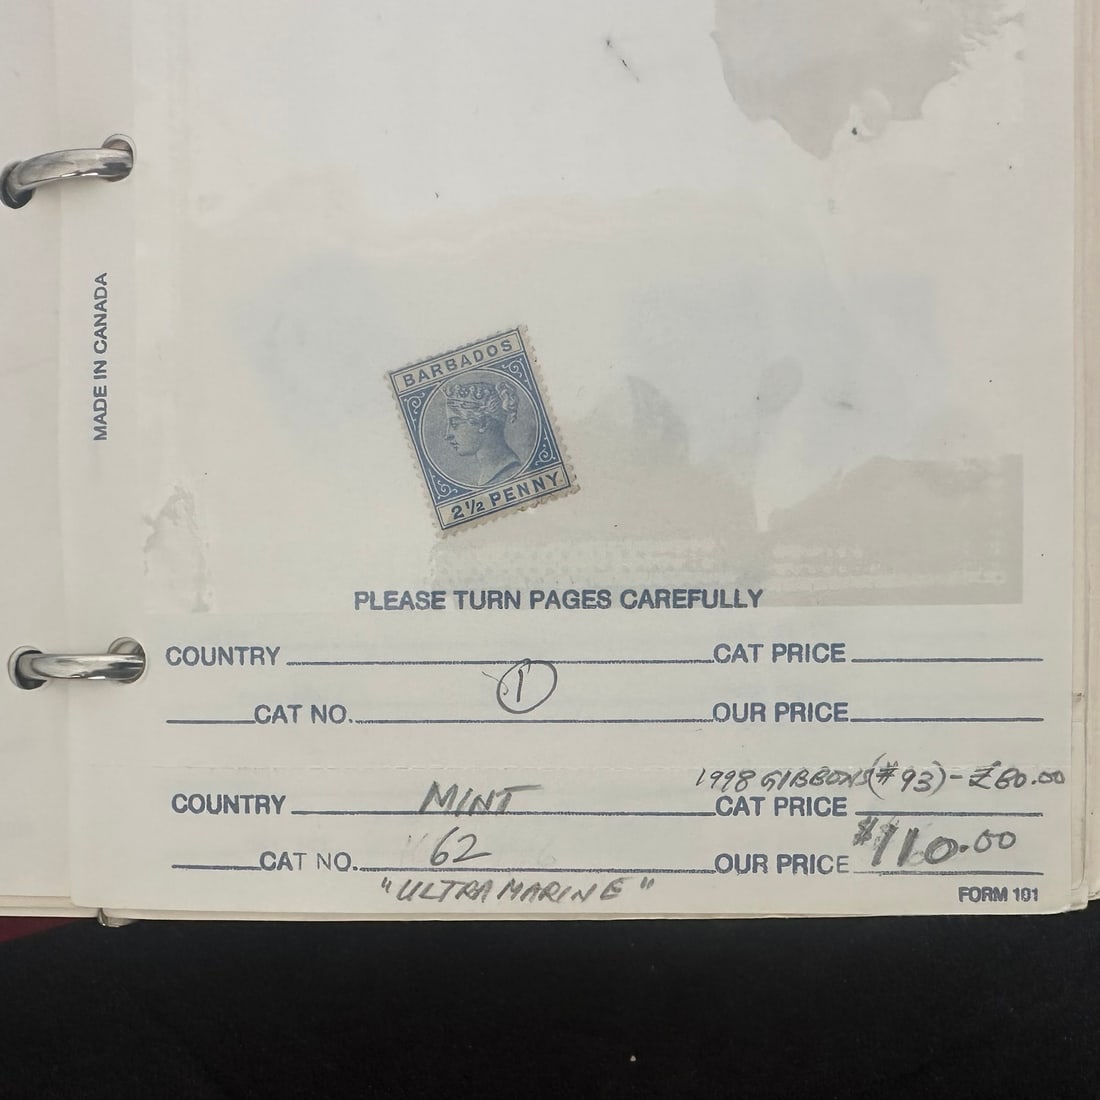 MADE IN CANADA
BARBADOS
2½ PENNY.
PLEASE TURN PAGES CAREFULLY
COUNTRY CAT PRICE
1
CAT NO. OUR PRICE
1998 GIBBONS (#93) - £80.00
COUNTRY MINT CAT PRICE
CAT NO. 62 OUR PRICE $110.00
"ULTRAMARINE"
FORM 101